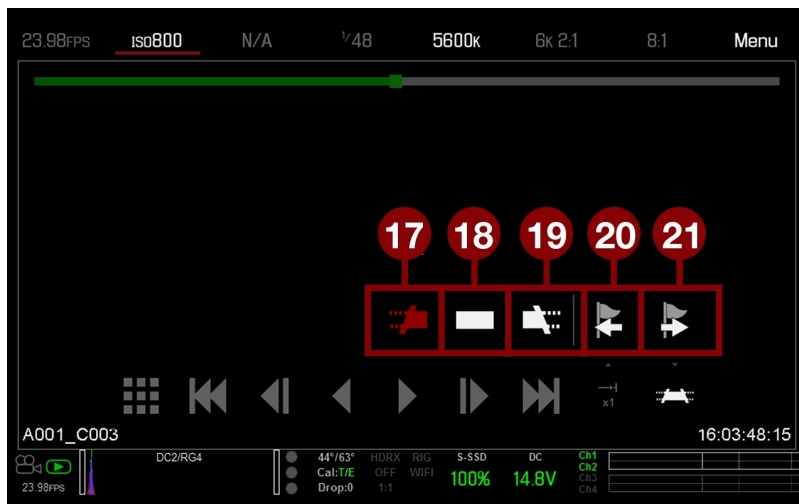 23.98FPS ISO800 N/A 1/48 5600K 6K 2:1 8:1 Menu
17 18 19 20 21
x1
A001_C003 16:03:48:15
DC2/RG4 44°/63° HDRX RIG S-SSD DC Ch1
Cal:T/E OFF WIFI 100% 14.8V Ch2
23.98FPS Drop:0 1:1 Ch3
Ch4